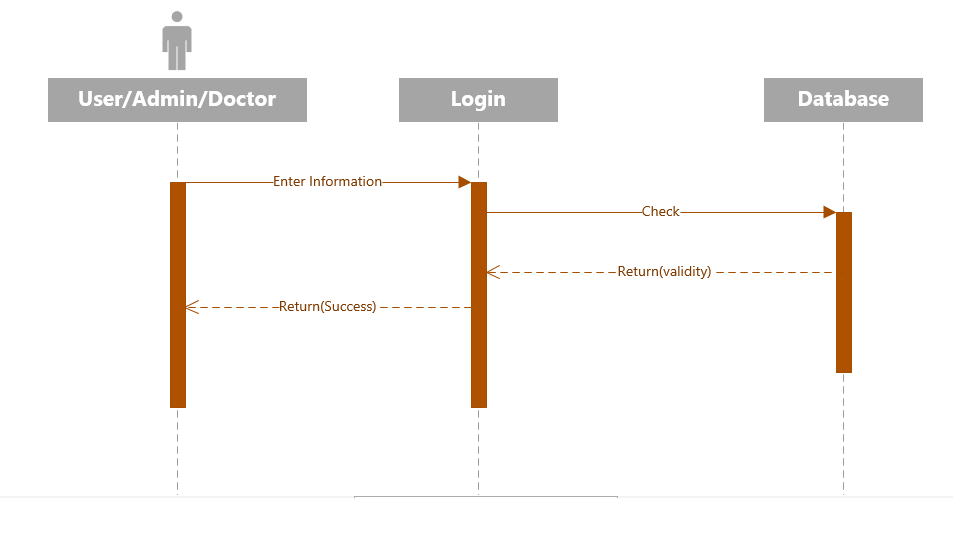 User/Admin/Doctor
Login
Database
Enter Information
Check
Return(validity)
Return(Success)